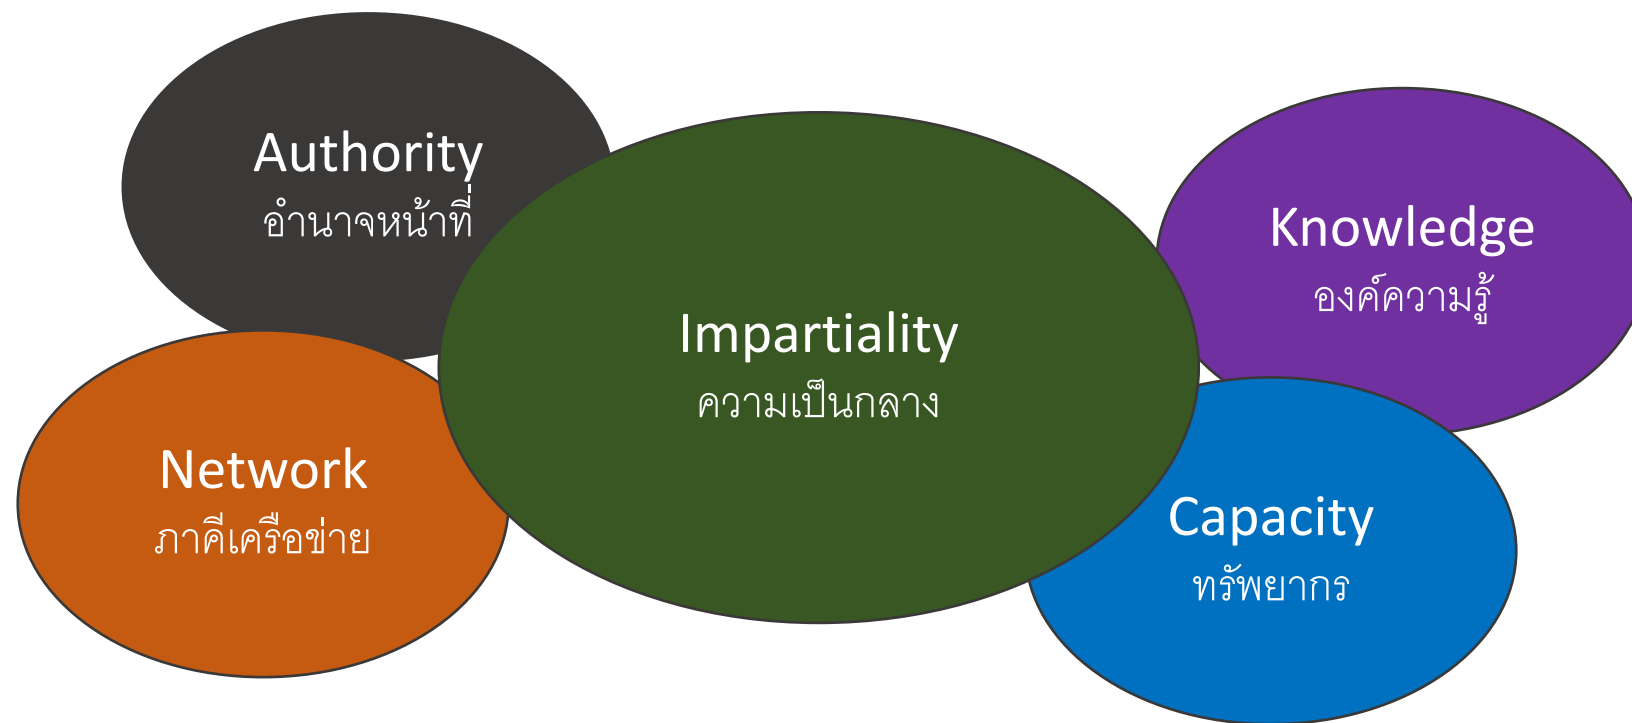 Authority
อำนาจหน้าที่
Network
ภาคีเครือข่าย
Impartiality
ความเป็นกลาง
Knowledge
องค์ความรู้
Capacity
ทรัพยากร